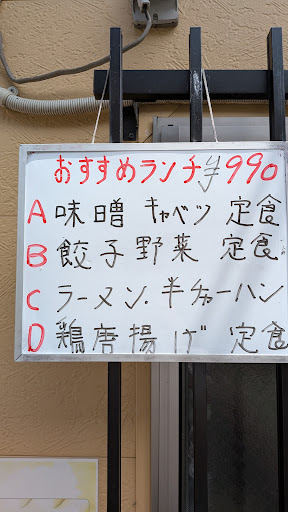 おすすめランチ ¥990
A 味噌 キャベツ 定食
B 餃子野菜 定食
C ラーメン.半チャーハン
D 鶏唐揚げ 定食